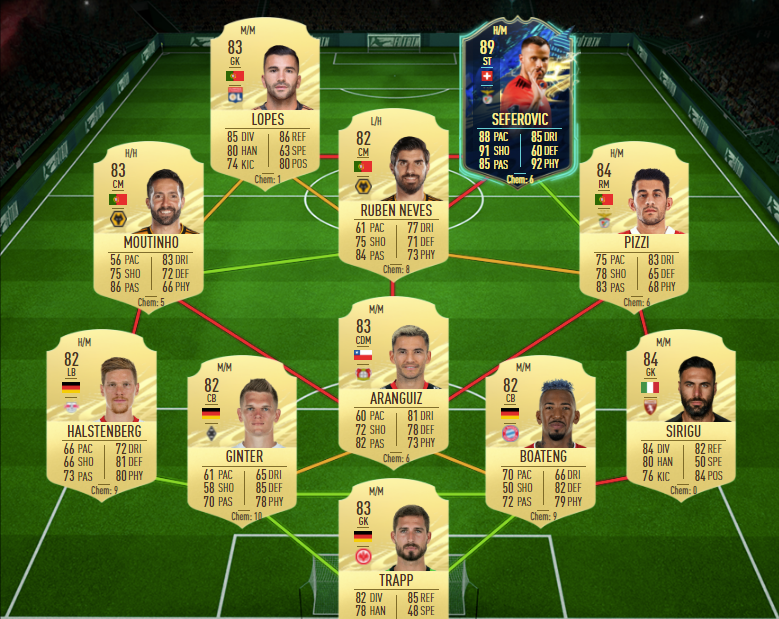 M/M
83
GK
LOPES
85 DIV 86 REF
80 HAN 63 SPE
74 KIC 80 POS
Chem: 1
H/M
89
ST
SEFEROVIC
88 PAC 85 DRI
91 SHO 60 DEF
85 PAS 92 PHY
Chem: 6
L/H
82
CM
RUBEN NEVES
61 PAC 77 DRI
75 SHO 71 DEF
84 PAS 73 PHY
Chem: 8
H/H
83
CM
MOUTINHO
56 PAC 83 DRI
75 SHO 72 DEF
86 PAS 66 PHY
Chem: 5
H/M
84
RM
PIZZI
75 PAC 83 DRI
78 SHO 65 DEF
83 PAS 68 PHY
Chem: 6
M/M
83
CDM
ARANGUIZ
60 PAC 81 DRI
72 SHO 78 DEF
82 PAS 73 PHY
Chem: 6
H/M
82
LB
HALSTENBERG
66 PAC 72 DRI
66 SHO 81 DEF
73 PAS 80 PHY
Chem: 9
M/M
82
CB
GINTER
61 PAC 65 DRI
58 SHO 85 DEF
70 PAS 78 PHY
Chem: 10
M/M
82
CB
BOATENG
70 PAC 66 DRI
50 SHO 82 DEF
72 PAS 79 PHY
Chem: 9
M/M
84
GK
SIRIGU
84 DIV 82 REF
80 HAN 50 SPE
76 KIC 84 POS
Chem: 0
M/M
83
GK
TRAPP
82 DIV 85 REF
78 HAN 48 SPE